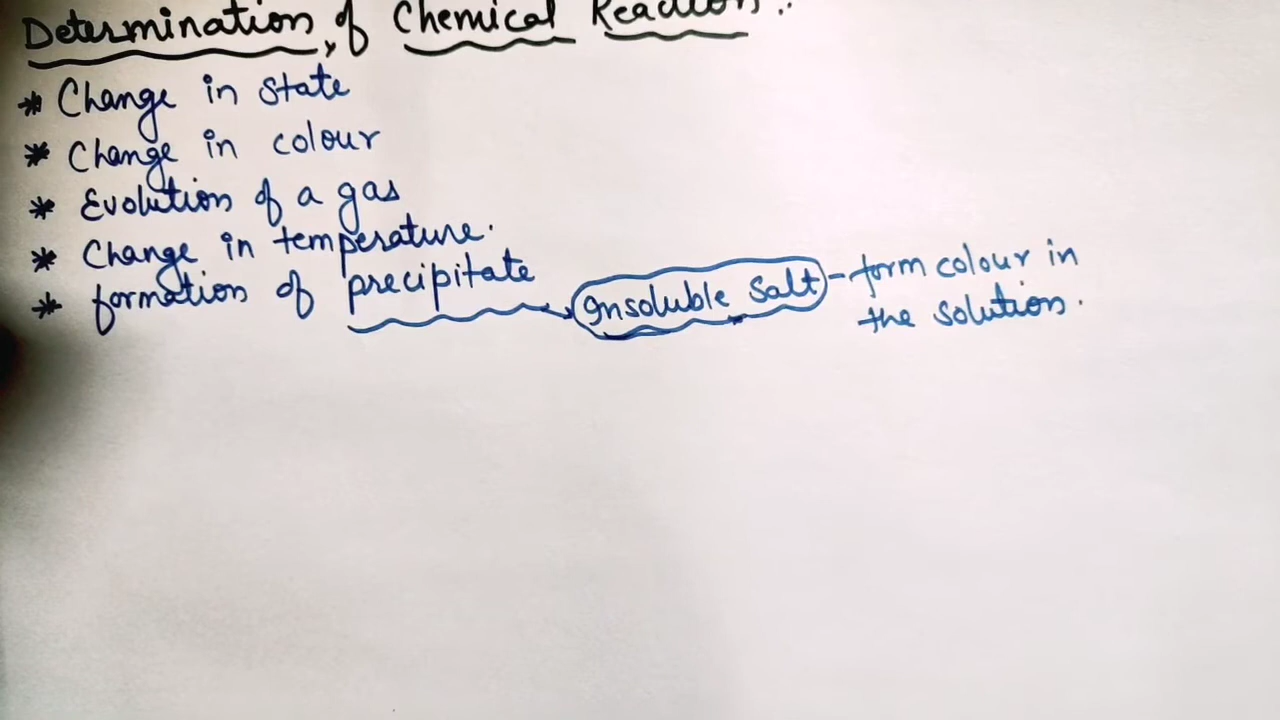 Determination of Chemical Reaction:
* Change in state
* Change in colour
* Evolution of a gas
* Change in temperature.
* formation of precipitate → Insoluble Salt - form colour in
the solution.